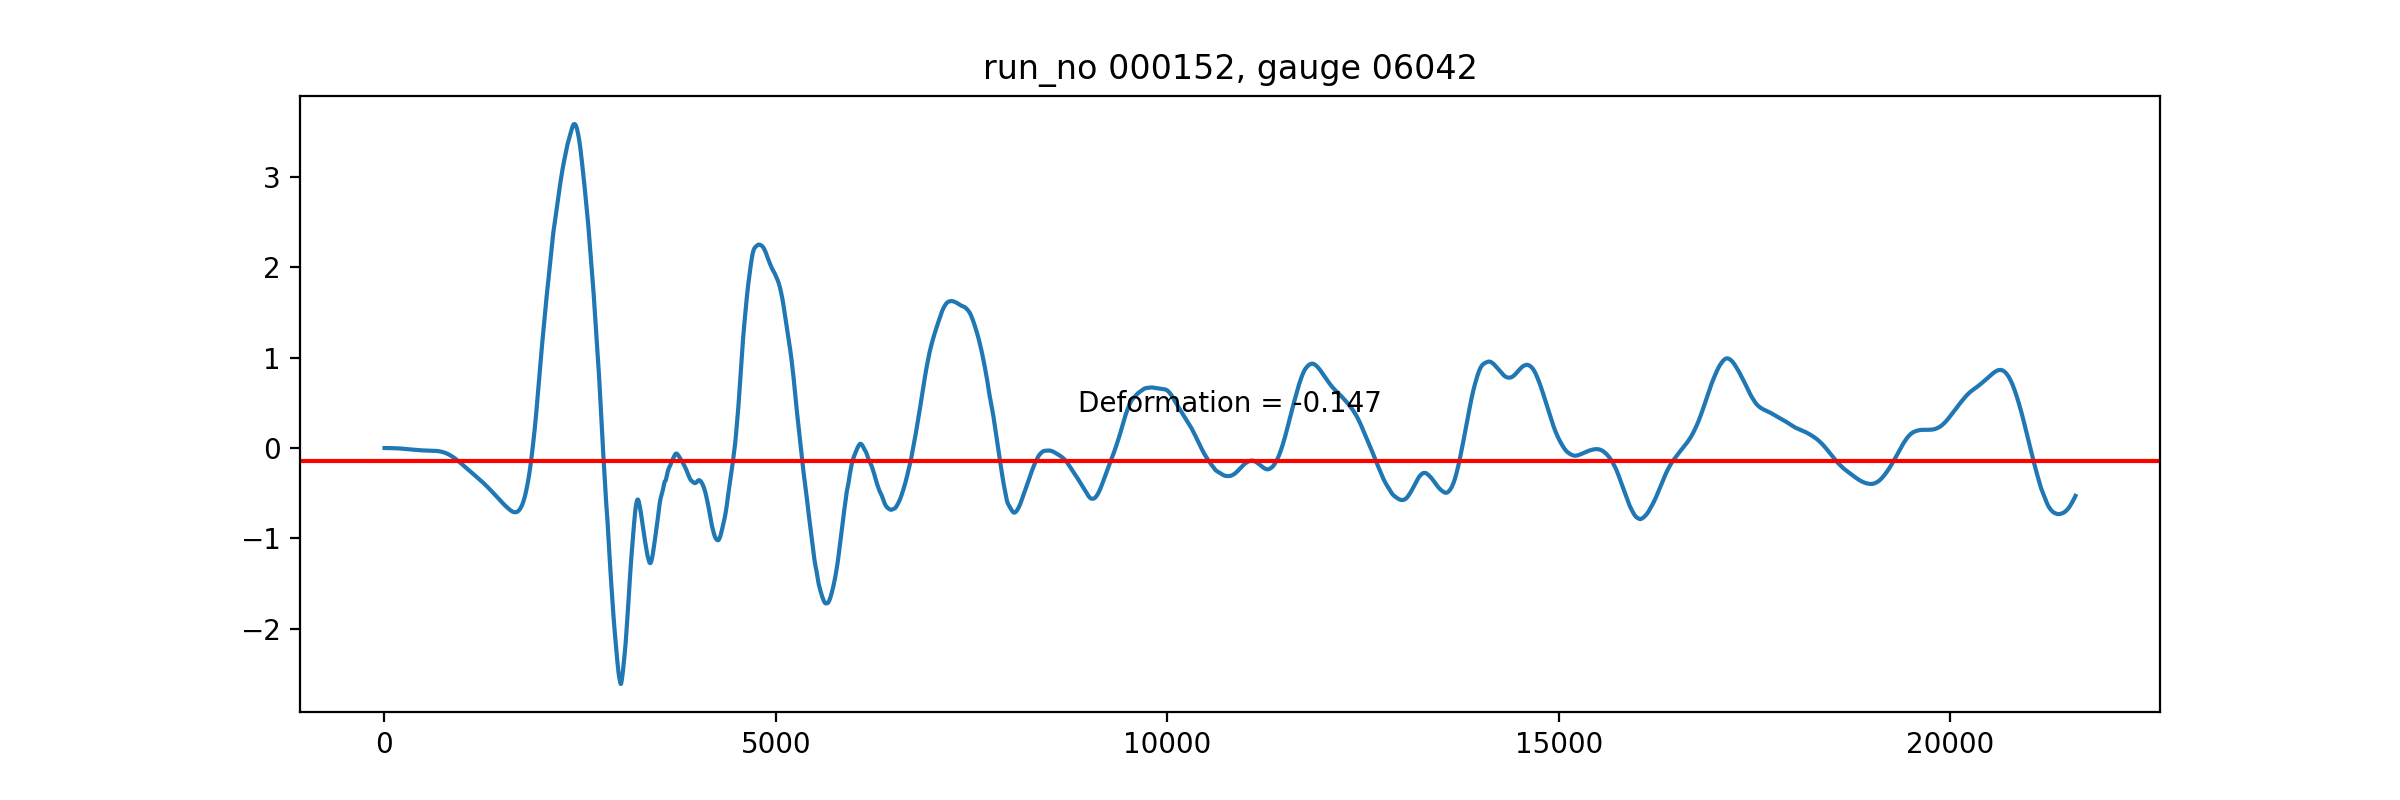 run_no 000152, gauge 06042
3
2
1
0
−1
−2
Deformation = -0.147
0 5000 10000 15000 20000